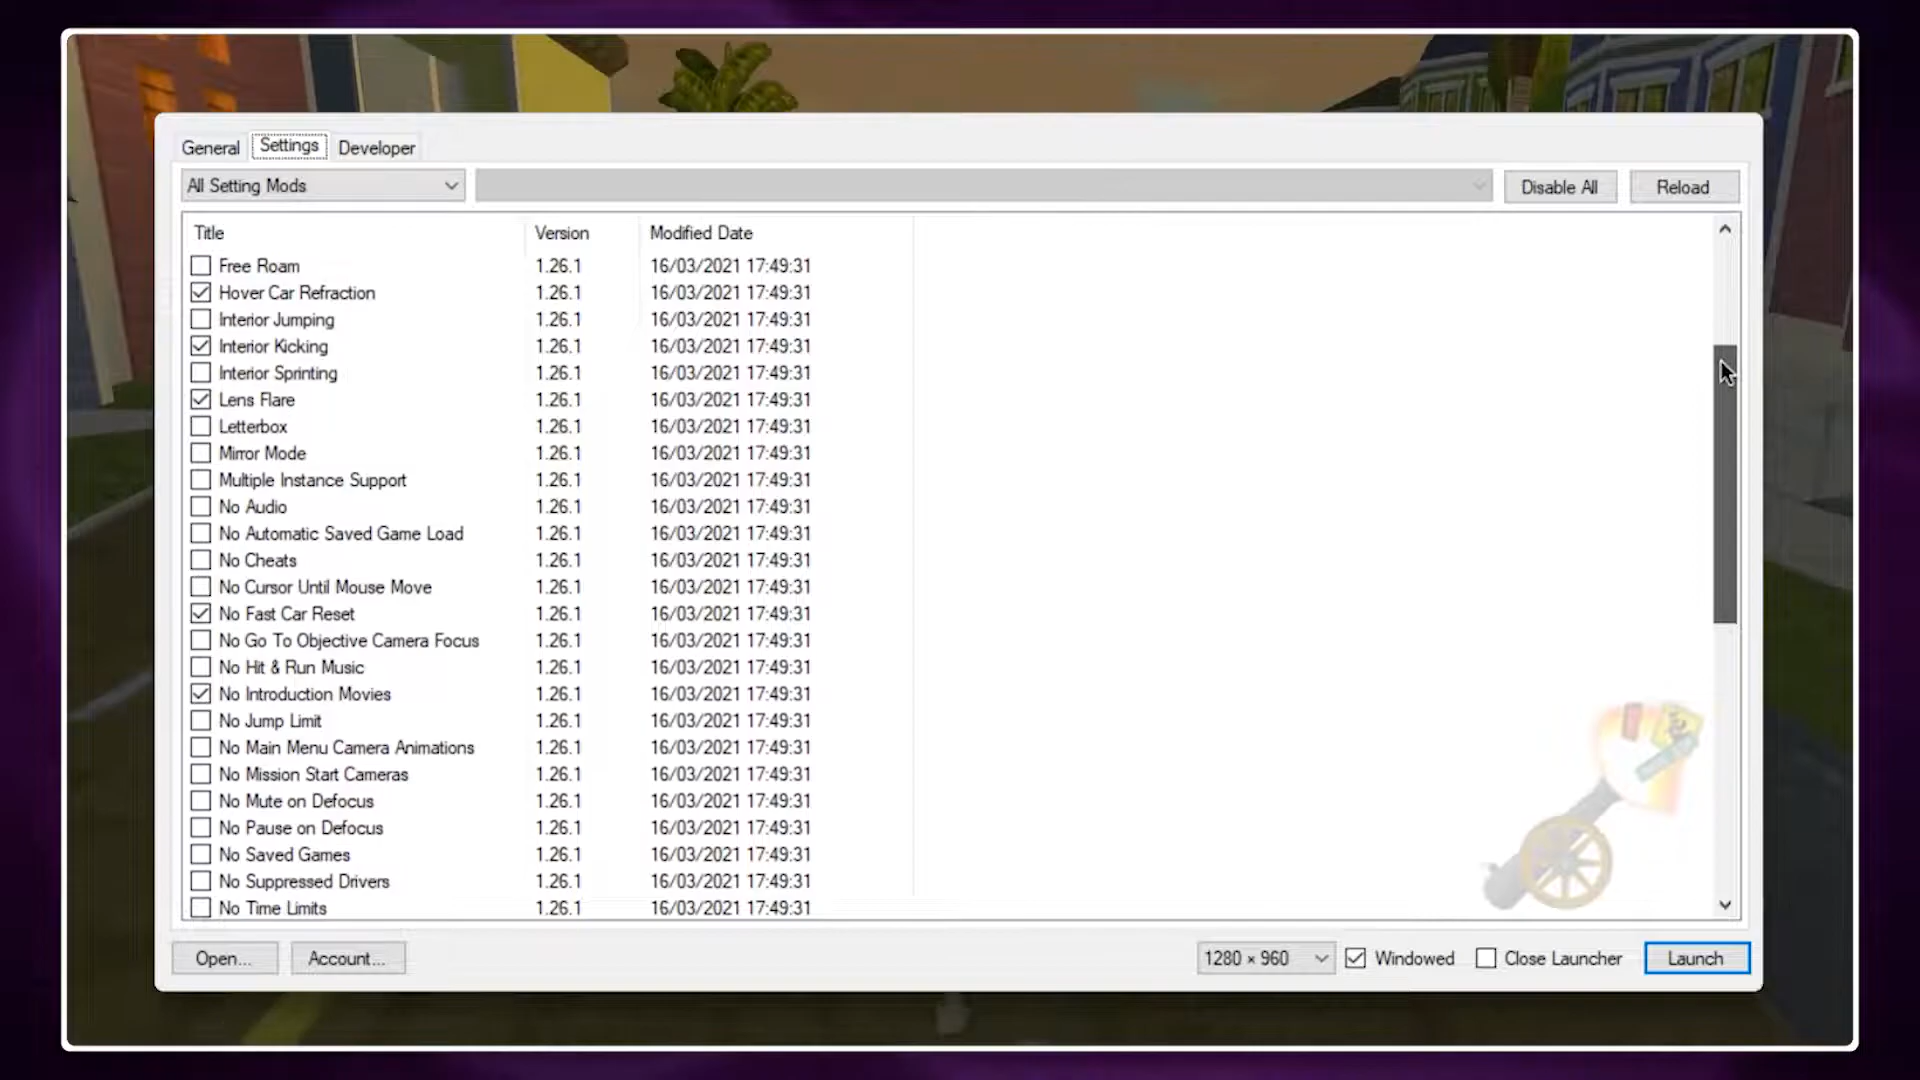 General Settings Developer
All Setting Mods Disable All Reload
Title Version Modified Date
Free Roam 1.26.1 16/03/2021 17:49:31
Hover Car Refraction 1.26.1 16/03/2021 17:49:31
Interior Jumping 1.26.1 16/03/2021 17:49:31
Interior Kicking 1.26.1 16/03/2021 17:49:31
Interior Sprinting 1.26.1 16/03/2021 17:49:31
Lens Flare 1.26.1 16/03/2021 17:49:31
Letterbox 1.26.1 16/03/2021 17:49:31
Mirror Mode 1.26.1 16/03/2021 17:49:31
Multiple Instance Support 1.26.1 16/03/2021 17:49:31
No Audio 1.26.1 16/03/2021 17:49:31
No Automatic Saved Game Load 1.26.1 16/03/2021 17:49:31
No Cheats 1.26.1 16/03/2021 17:49:31
No Cursor Until Mouse Move 1.26.1 16/03/2021 17:49:31
No Fast Car Reset 1.26.1 16/03/2021 17:49:31
No Go To Objective Camera Focus 1.26.1 16/03/2021 17:49:31
No Hit & Run Music 1.26.1 16/03/2021 17:49:31
No Introduction Movies 1.26.1 16/03/2021 17:49:31
No Jump Limit 1.26.1 16/03/2021 17:49:31
No Main Menu Camera Animations 1.26.1 16/03/2021 17:49:31
No Mission Start Cameras 1.26.1 16/03/2021 17:49:31
No Mute on Defocus 1.26.1 16/03/2021 17:49:31
No Pause on Defocus 1.26.1 16/03/2021 17:49:31
No Saved Games 1.26.1 16/03/2021 17:49:31
No Suppressed Drivers 1.26.1 16/03/2021 17:49:31
No Time Limits 1.26.1 16/03/2021 17:49:31
Open... Account... 1280 × 960 Windowed Close Launcher Launch